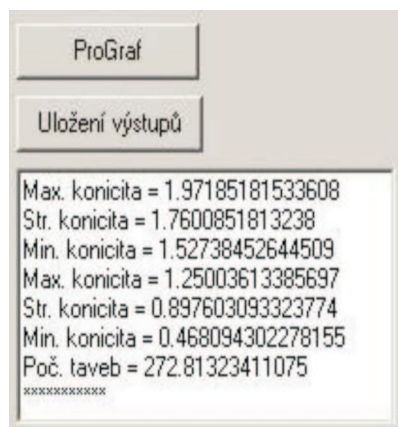 ProGraf
Uložení výstupů
Max. konicita = 1.97185181533608
Str. konicita = 1.7600851813238
Min. konicita = 1.52738452644509
Max. konicita = 1.25003613385697
Str. konicita = 0.897603093323774
Min. konicita = 0.468094302278155
Poč. taveb = 272.81323411075
xxxxxxxxxxx